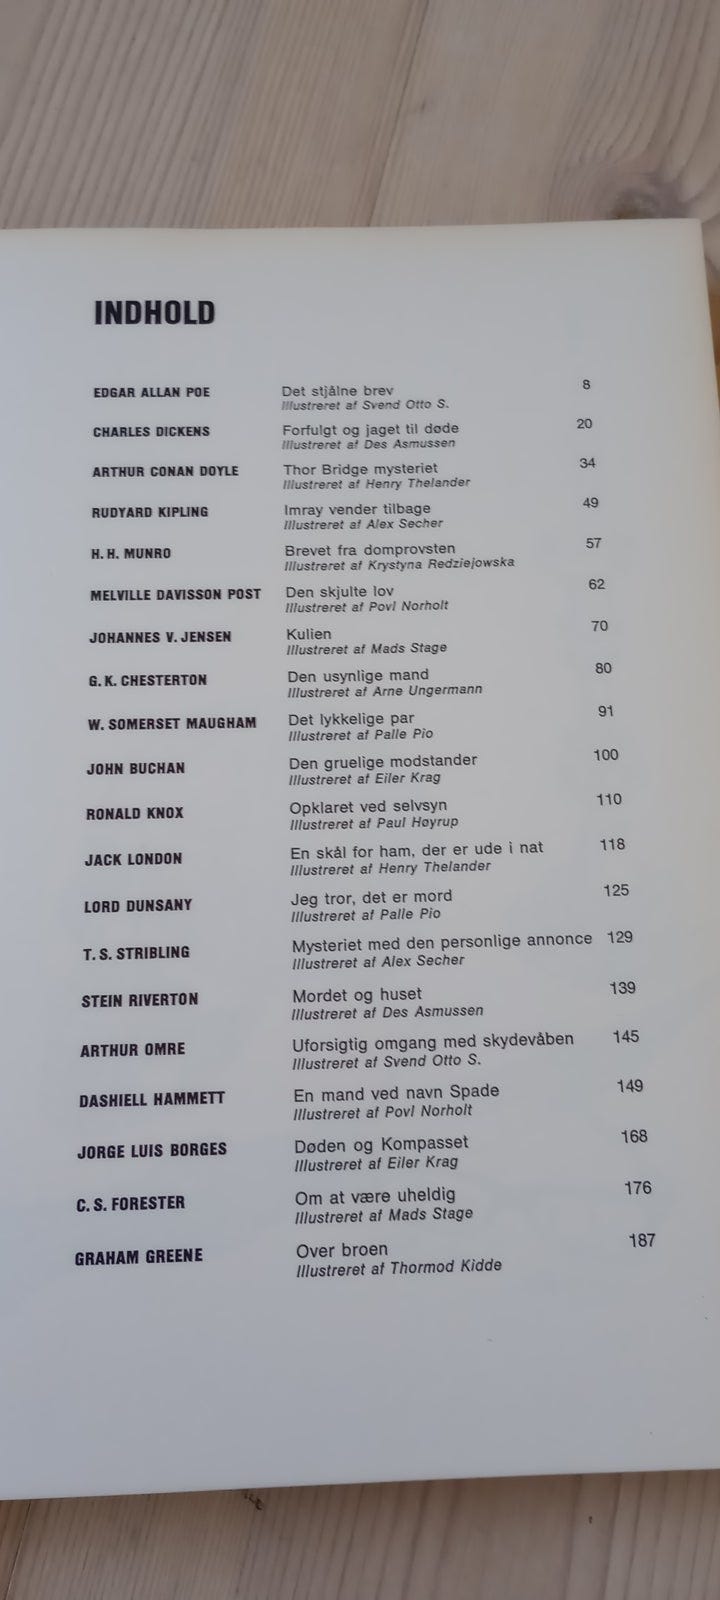 INDHOLD
EDGAR ALLAN POE Det stjålne brev 8
Illustreret af Svend Otto S.
CHARLES DICKENS Forfulgt og jaget til døde 20
Illustreret af Des Asmussen
ARTHUR CONAN DOYLE Thor Bridge mysteriet 34
Illustreret af Henry Thelander
RUDYARD KIPLING Imray vender tilbage 49
Illustreret af Alex Secher
H. H. MUNRO Brevet fra domprovsten 57
Illustreret af Krystyna Redziejowska
MELVILLE DAVISSON POST Den skjulte lov 62
Illustreret af Povl Norholt
JOHANNES V. JENSEN Kulien 70
Illustreret af Mads Stage
G. K. CHESTERTON Den usynlige mand 80
Illustreret af Arne Ungermann
W. SOMERSET MAUGHAM Det lykkelige par 91
Illustreret af Palle Pio
JOHN BUCHAN Den gruelige modstander 100
Illustreret af Eiler Krag
RONALD KNOX Opklaret ved selvsyn 110
Illustreret af Paul Høyrup
JACK LONDON En skål for ham, der er ude i nat 118
Illustreret af Henry Thelander
LORD DUNSANY Jeg tror, det er mord 125
Illustreret af Palle Pio
T. S. STRIBLING Mysteriet med den personlige annonce 129
Illustreret af Alex Secher
STEIN RIVERTON Mordet og huset 139
Illustreret af Des Asmussen
ARTHUR OMRE Uforsigtig omgang med skydevåben 145
Illustreret af Svend Otto S.
DASHIELL HAMMETT En mand ved navn Spade 149
Illustreret af Povl Norholt
JORGE LUIS BORGES Døden og Kompasset 168
Illustreret af Eiler Krag
C. S. FORESTER Om at være uheldig 176
Illustreret af Mads Stage
GRAHAM GREENE Over broen 187
Illustreret af Thormod Kidde